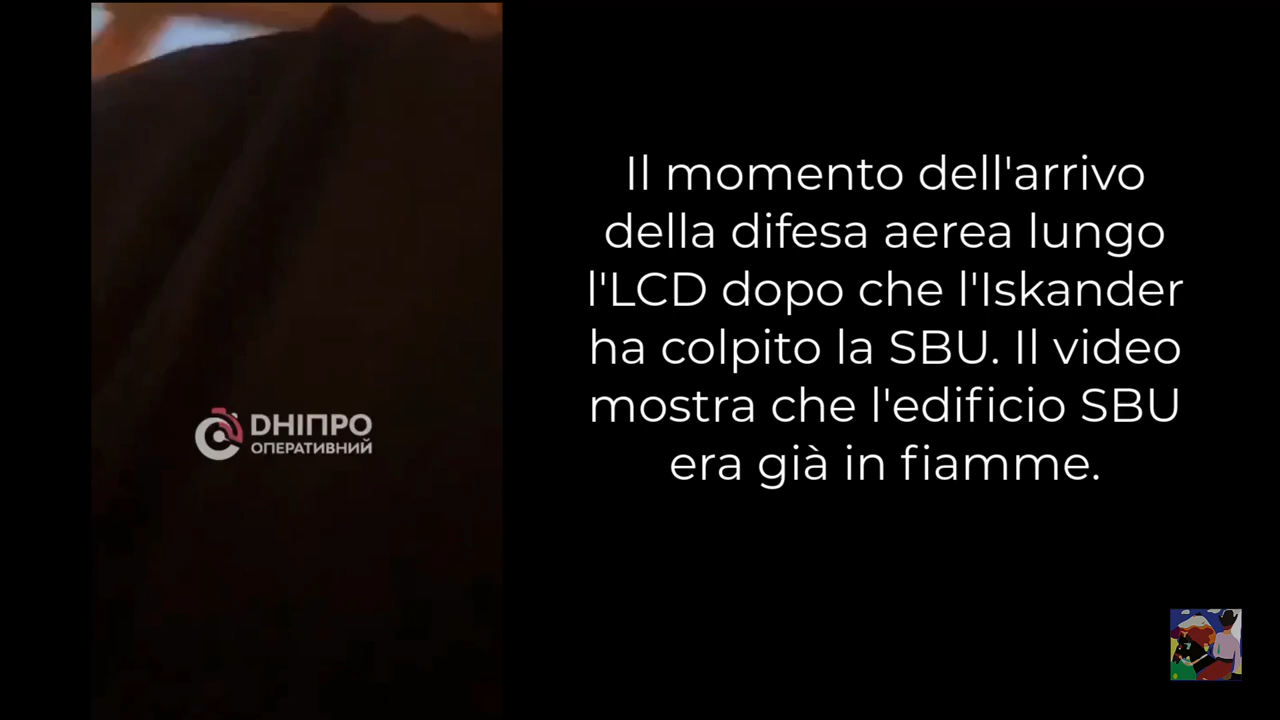 DНІПРО
ОПЕРАТИВНИЙ
Il momento dell'arrivo
della difesa aerea lungo
l'LCD dopo che l'Iskander
ha colpito la SBU. Il video
mostra che l'edificio SBU
era già in fiamme.